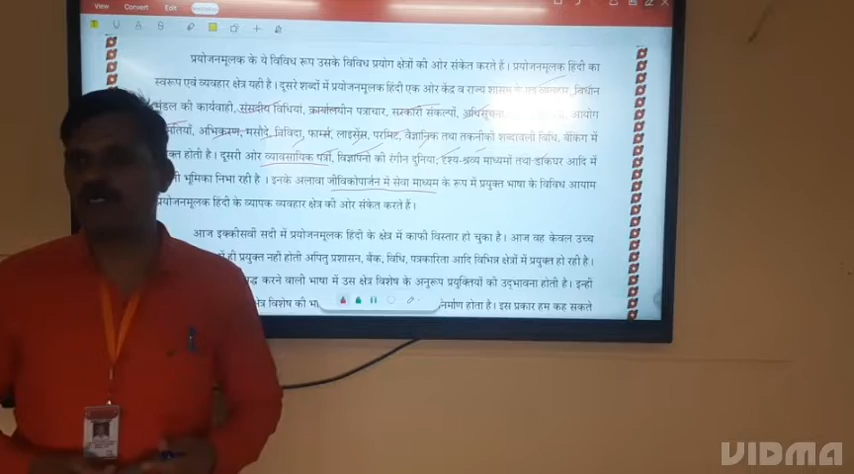 View Convert Edit
प्रयोजनमूलक के ये विविध रूप उसके विविध प्रयोग क्षेत्रों की ओर संकेत करते हैं। प्रयोजनमूलक हिंदी का
स्वरूप एवं व्यवहार क्षेत्र यही है। दूसरे शब्दों में प्रयोजनमूलक हिंदी एक ओर केंद्र व राज्य शासन के पत्र व्यवहार, विधान
मंडल की कार्यवाही, संसदीय विधियां, कार्यालयीन पत्राचार, सरकारी संकल्पों, अधिसूचना, आयोग
अभिकरण, मसौदे, निविदा, फार्म्स, लाइसेंस, परमिट, वैज्ञानिक तथा तकनीकी शब्दावली विधि, बैंकिंग में
होती है। दूसरी ओर व्यावसायिक पत्रों, विज्ञापनों की रंगीन दुनिया, दृश्य-श्रव्य माध्यमों तथा डाकघर आदि में
भूमिका निभा रही है। इनके अलावा जीविकोपार्जन में सेवा माध्यम के रूप में प्रयुक्त भाषा के विविध आयाम
प्रयोजनमूलक हिंदी के व्यापक व्यवहार क्षेत्र की ओर संकेत करते हैं।
आज इक्कीसवीं सदी में प्रयोजनमूलक हिंदी के क्षेत्र में काफी विस्तार हो चुका है। आज वह केवल उच्च
में ही प्रयुक्त नहीं होती अपितु प्रशासन, बैंक, विधि, पत्रकारिता आदि विभिन्न क्षेत्रों में प्रयुक्त हो रही है।
करने वाली भाषा में उस क्षेत्र विशेष के अनुरूप प्रयुक्तियों की उद्भावना होती है। इन्हीं
क्षेत्र विशेष की निर्माण होता है। इस प्रकार हम कह सकते
VIDMA